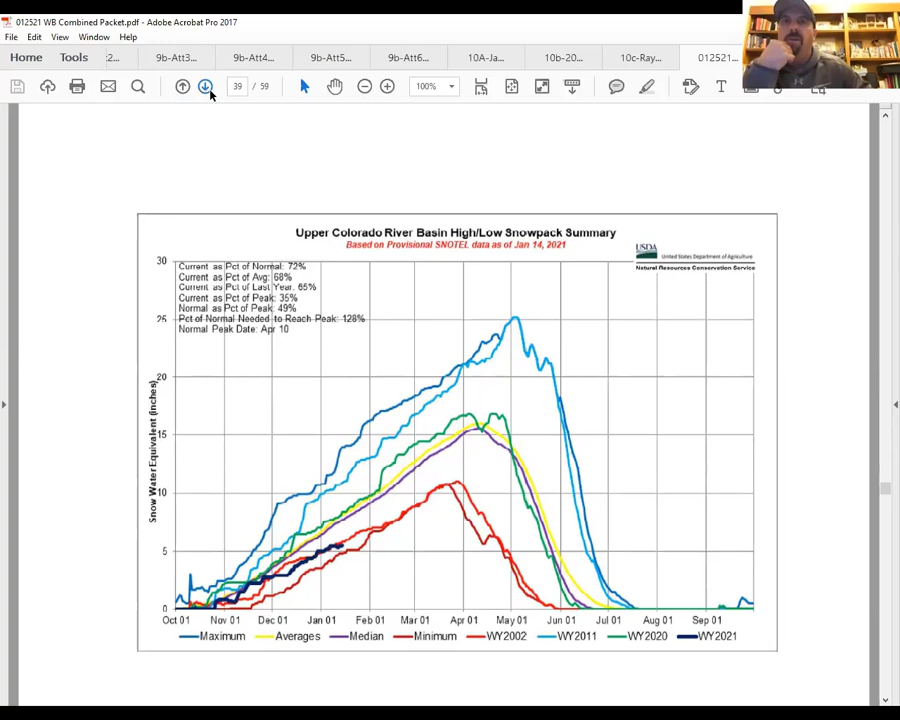 012521 WB Combined Packet.pdf - Adobe Acrobat Pro 2017
File Edit View Window Help
Home Tools ..2... 9b-Att3... 9b-Att4... 9b-Att5... 9b-Att6... 10A-Ja... 10b-20... 10c-Ray... 012521...
39 / 59 100%
Upper Colorado River Basin High/Low Snowpack Summary
Based on Provisional SNOTEL data as of Jan 14, 2021
USDA
United States Department of Agriculture
Natural Resources Conservation Service
Current as Pct of Normal: 72%
Current as Pct of Avg: 68%
Current as Pct of Last Year: 65%
Current as Pct of Peak: 35%
Normal as Pct of Peak: 49%
Pct of Normal Needed to Reach Peak: 128%
Normal Peak Date: Apr 10
Snow Water Equivalent (inches)
30
25
20
15
10
5
0
Oct 01 Nov 01 Dec 01 Jan 01 Feb 01 Mar 01 Apr 01 May 01 Jun 01 Jul 01 Aug 01 Sep 01
Maximum Averages Median Minimum WY2002 WY2011 WY2020 WY2021